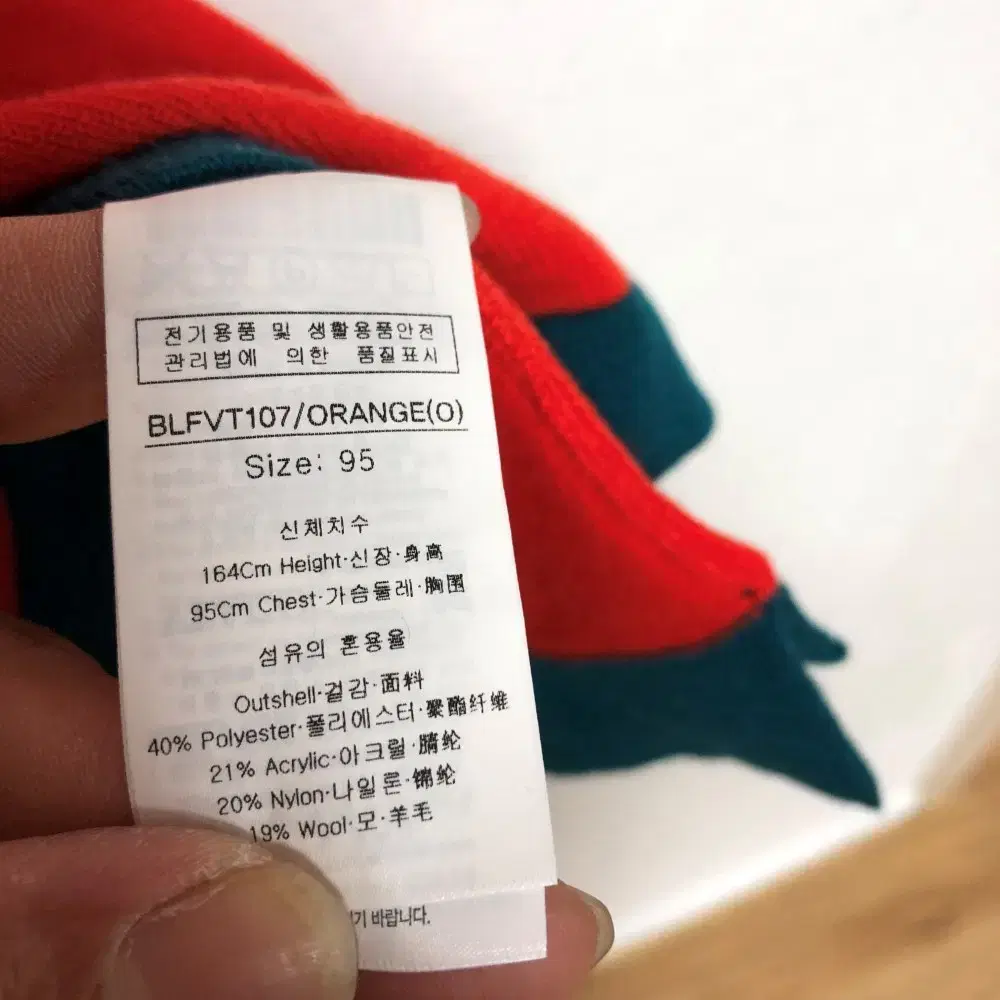 전기용품 및 생활용품안전
관리법에 의한 품질표시
BLFVT107/ORANGE(O)
Size: 95
신체치수
164Cm Height·신장·身高
95Cm Chest·가슴둘레·胸围
섬유의 혼용율
Outshell·겉감·面料
40% Polyester·폴리에스터·聚酯纤维
21% Acrylic·아크릴·腈纶
20% Nylon·나일론·锦纶
19% Wool·모·羊毛
바랍니다.